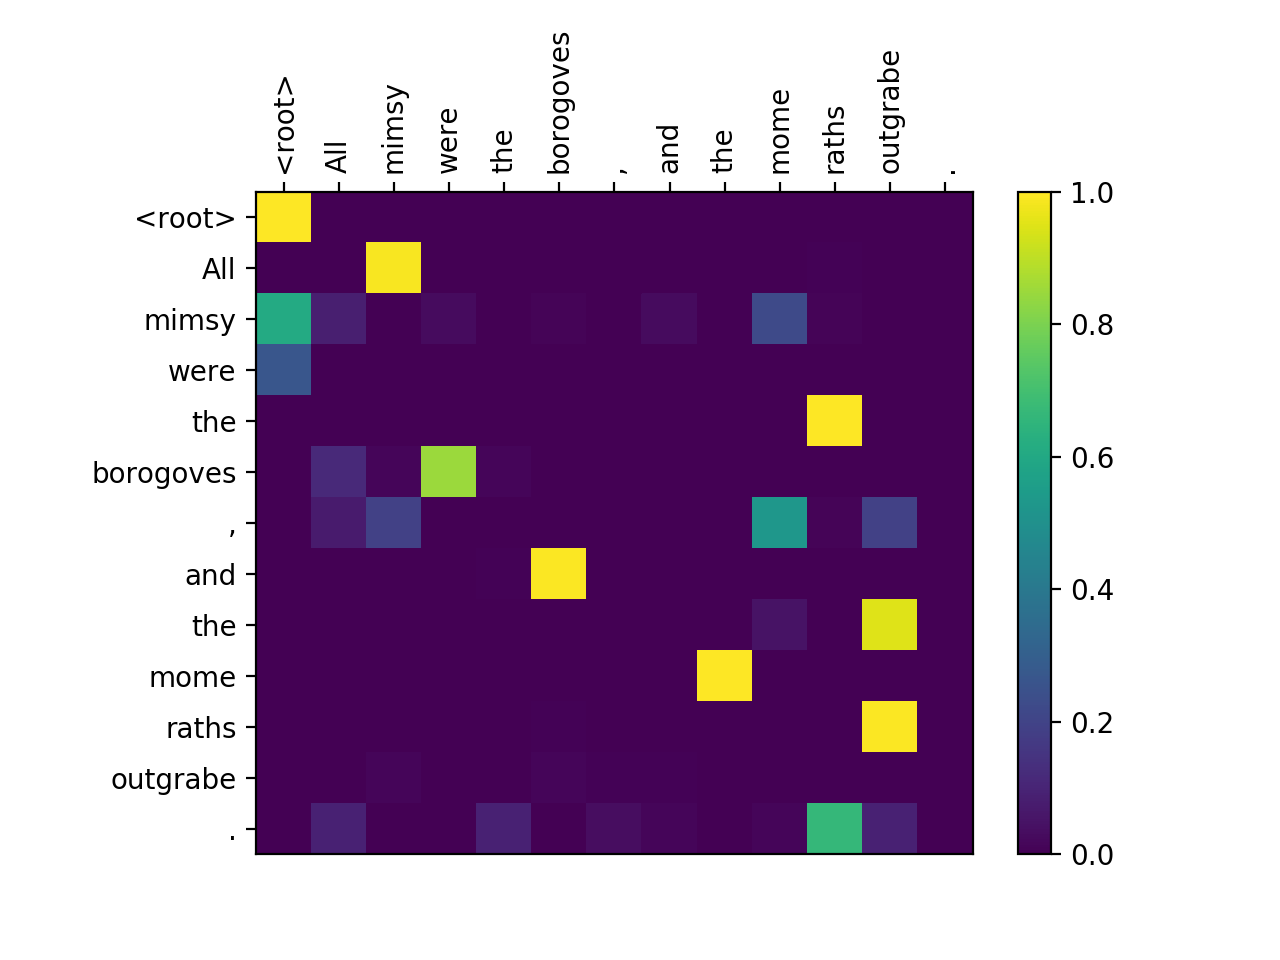 <root> All mimsy were the borogoves , and the mome raths outgrabe .
<root>
All
mimsy
were
the
borogoves
,
and
the
mome
raths
outgrabe
.
1.0
0.8
0.6
0.4
0.2
0.0